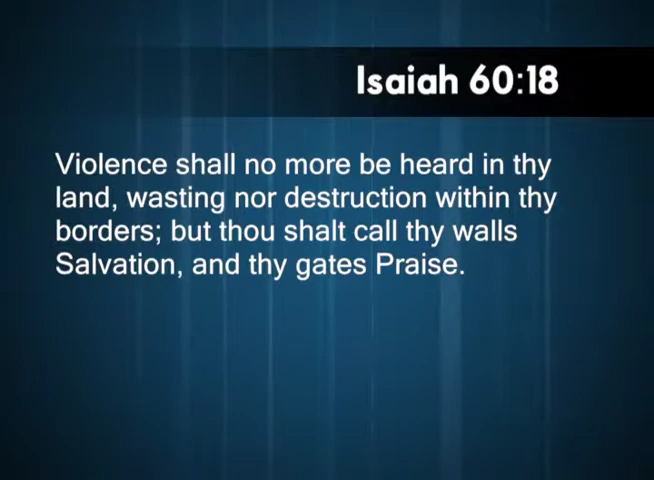 Isaiah 60:18
Violence shall no more be heard in thy
land, wasting nor destruction within thy
borders; but thou shalt call thy walls
Salvation, and thy gates Praise.